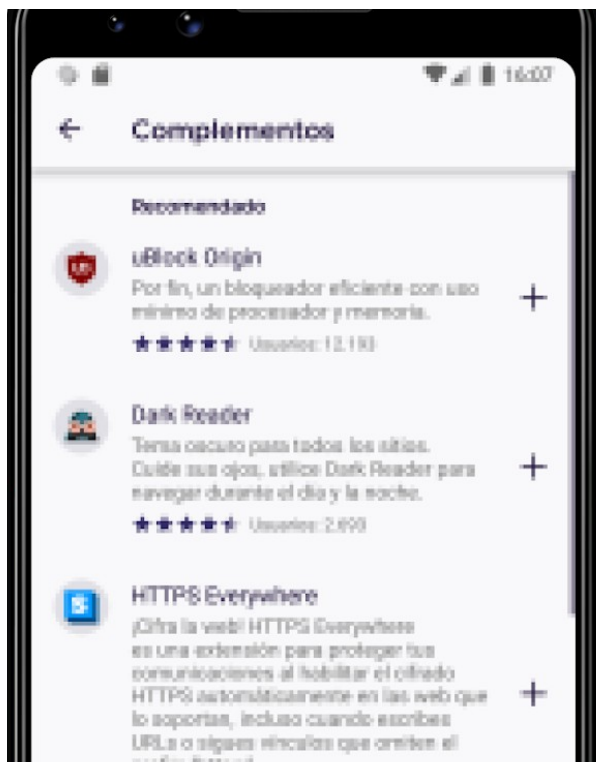 16:07
Complementos
Recomendado
uBlock Origin
Por fin, un bloqueador eficiente con uso
mínimo de procesador y memoria.
Usuarios: 12.193
Dark Reader
Tema oscuro para todos los sitios.
Cuide sus ojos, utilice Dark Reader para
navegar durante el día y la noche.
Usuarios: 2.693
HTTPS Everywhere
¡Cifra la web! HTTPS Everywhere
es una extensión para proteger tus
comunicaciones al habilitar el cifrado
HTTPS automáticamente en las web que
lo soportan, incluso cuando escribes
URLs o sigues vínculos que omiten el